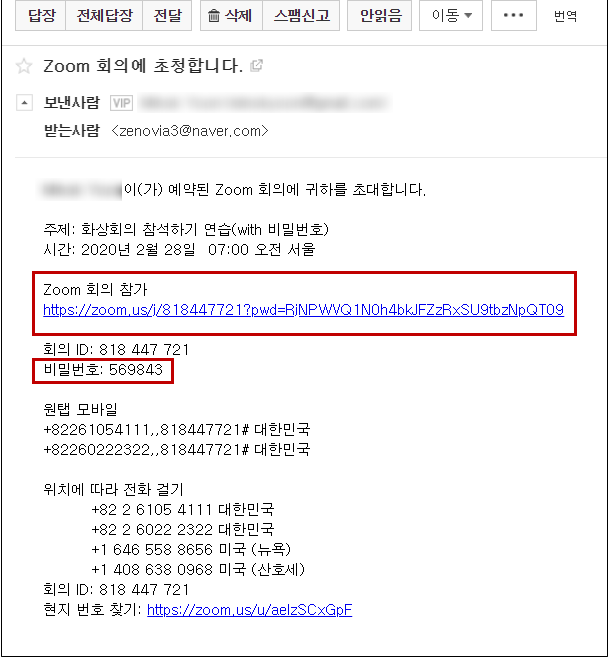 답장 전체답장 전달 삭제 스팸신고 안읽음 이동 ··· 번역
Zoom 회의에 초청합니다.
보낸사람 VIP
받는사람 <zenovia3@naver.com>
이(가) 예약된 Zoom 회의에 귀하를 초대합니다.
주제: 화상회의 참석하기 연습(with 비밀번호)
시간: 2020년 2월 28일 07:00 오전 서울
Zoom 회의 참가
https://zoom.us/j/818447721?pwd=RjNPWVQ1N0h4bkJFZzRxSU9tbzNpQT09
회의 ID: 818 447 721
비밀번호: 569843
원탭 모바일
+82261054111,,818447721# 대한민국
+82260222322,,818447721# 대한민국
위치에 따라 전화 걸기
+82 2 6105 4111 대한민국
+82 2 6022 2322 대한민국
+1 646 558 8656 미국 (뉴욕)
+1 408 638 0968 미국 (산호세)
회의 ID: 818 447 721
현지 번호 찾기: https://zoom.us/u/aelzSCxGpF